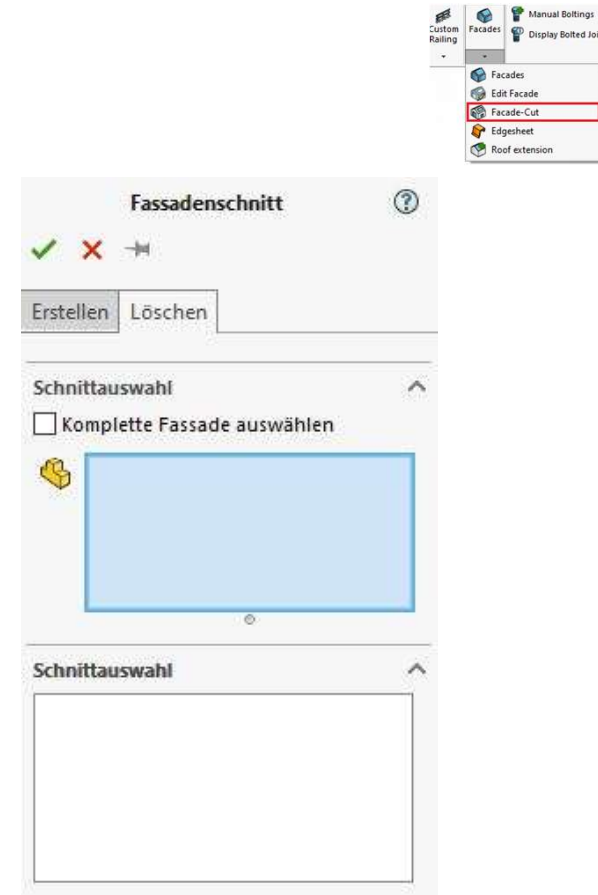 Custom
Railing
Facades
Manual Boltings
Display Bolted Joi
Facades
Edit Facade
Facade-Cut
Edgesheet
Roof extension
Fassadenschnitt
Erstellen
Löschen
Schnittauswahl
Komplette Fassade auswählen
Schnittauswahl